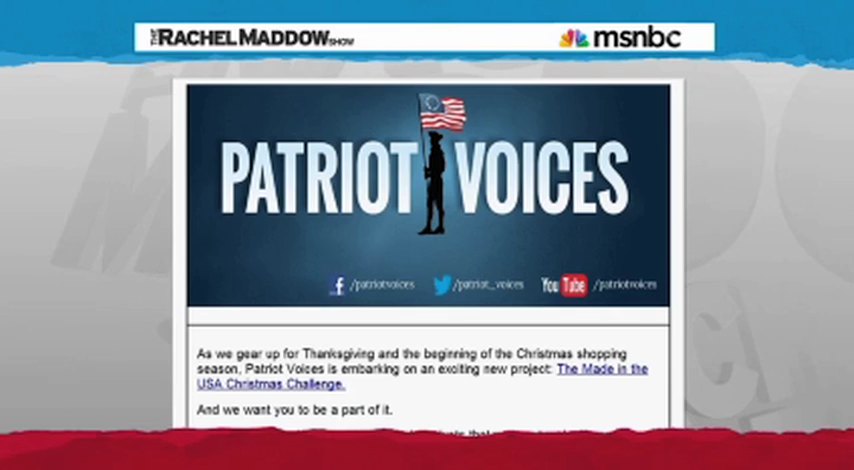 THE RACHEL MADDOW SHOW
msnbc
PATRIOT VOICES
/patriotvoices
/patriot_voices
You Tube /patriotvoices
As we gear up for Thanksgiving and the beginning of the Christmas shopping
season, Patriot Voices is embarking on an exciting new project: The Made in the
USA Christmas Challenge.
And we want you to be a part of it.